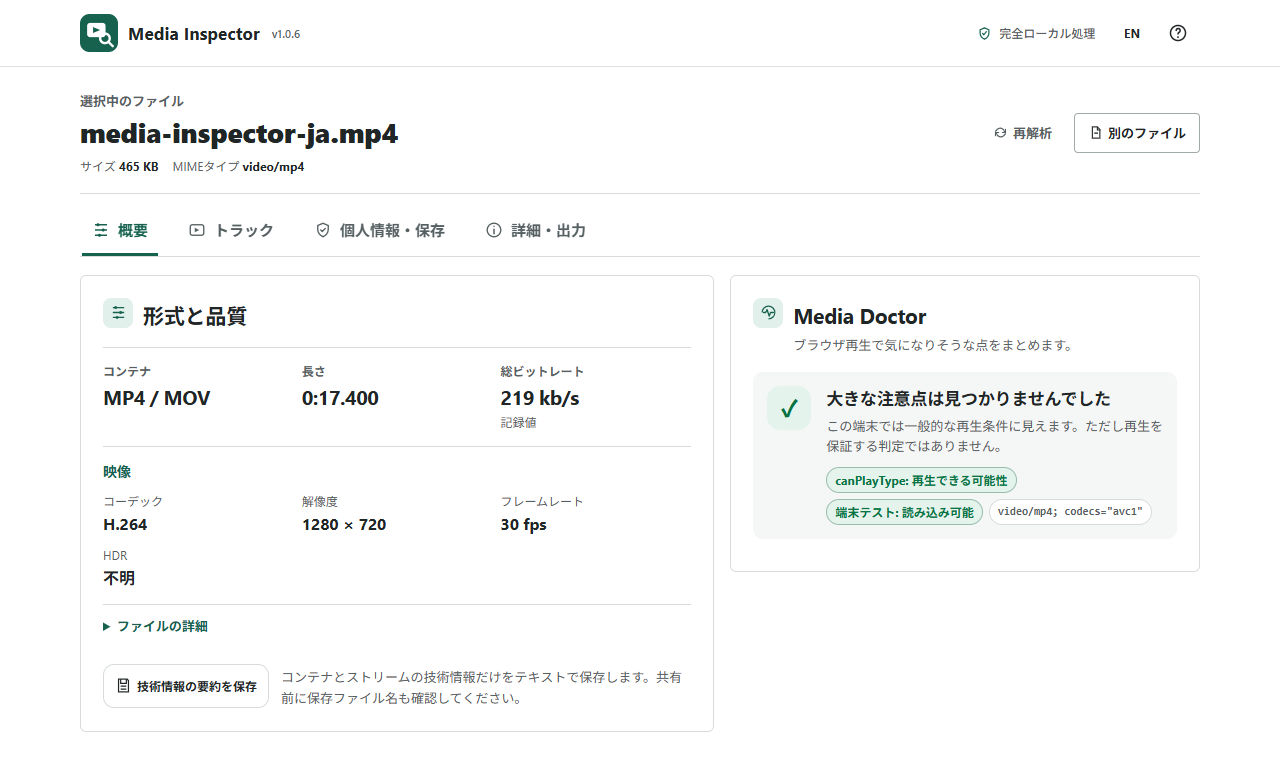 Media Inspector v1.0.6
完全ローカル処理
EN
選択中のファイル
media-inspector-ja.mp4
サイズ 465 KB MIMEタイプ video/mp4
再解析
別のファイル
概要
トラック
個人情報・保存
詳細・出力
形式と品質
コンテナ
MP4 / MOV
長さ
0:17.400
総ビットレート
219 kb/s
記録値
映像
コーデック
H.264
解像度
1280 × 720
フレームレート
30 fps
HDR
不明
ファイルの詳細
技術情報の要約を保存
コンテナとストリームの技術情報だけをテキストで保存します。共有
前に保存ファイル名も確認してください。
Media Doctor
ブラウザ再生で気になりそうな点をまとめます。
大きな注意点は見つかりませんでした
この端末では一般的な再生条件に見えます。ただし再生を
保証する判定ではありません。
canPlayType: 再生できる可能性
端末テスト: 読み込み可能
video/mp4; codecs="avc1"